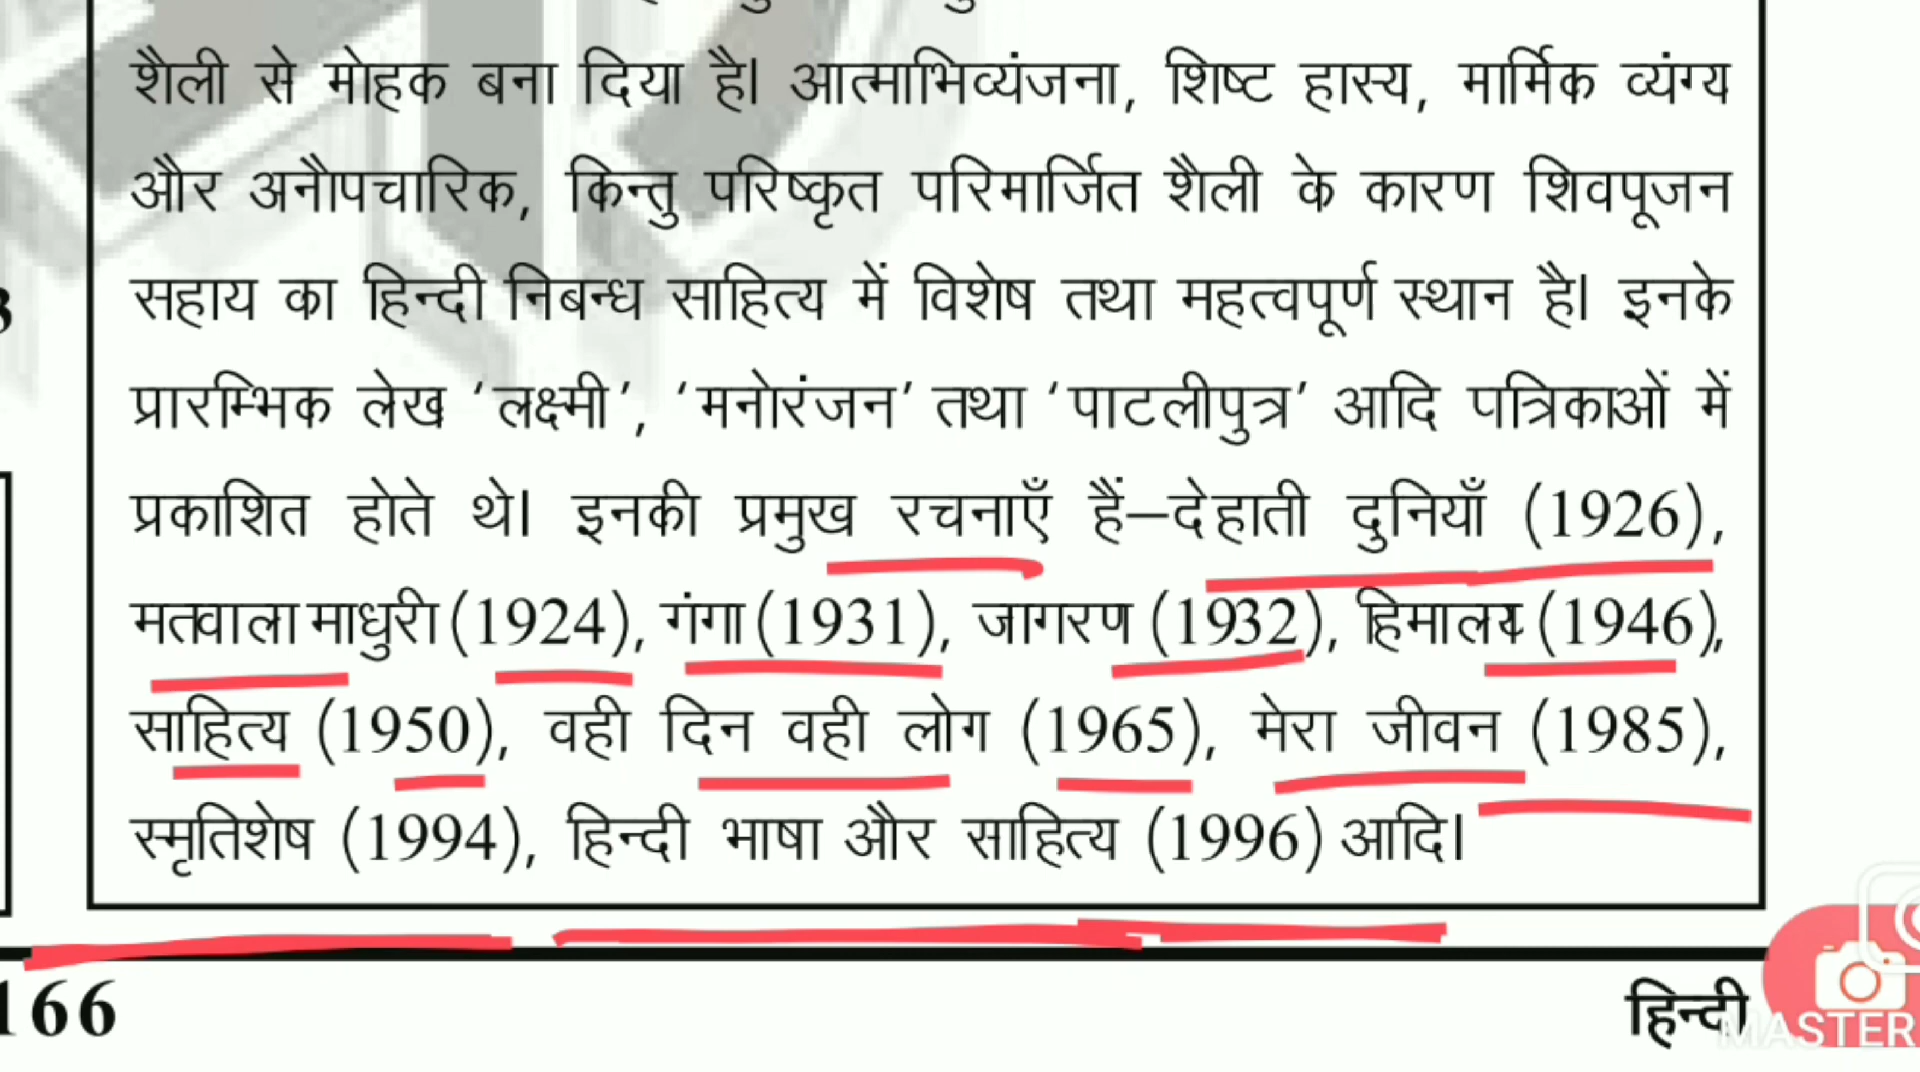 शैली से मोहक बना दिया है। आत्माभिव्यंजना, शिष्ट हास्य, मार्मिक व्यंग्य
और अनौपचारिक, किन्तु परिष्कृत परिमार्जित शैली के कारण शिवपूजन
सहाय का हिन्दी निबन्ध साहित्य में विशेष तथा महत्वपूर्ण स्थान है। इनके
प्रारम्भिक लेख ‘लक्ष्मी’, ‘मनोरंजन’ तथा ‘पाटलीपुत्र’ आदि पत्रिकाओं में
प्रकाशित होते थे। इनकी प्रमुख रचनाएँ हैं–देहाती दुनियाँ (1926),
मतवाला माधुरी (1924), गंगा (1931), जागरण (1932), हिमालय (1946),
साहित्य (1950), वही दिन वही लोग (1965), मेरा जीवन (1985),
स्मृतिशेष (1994), हिन्दी भाषा और साहित्य (1996) आदि।
166
हिन्दी
MASTER